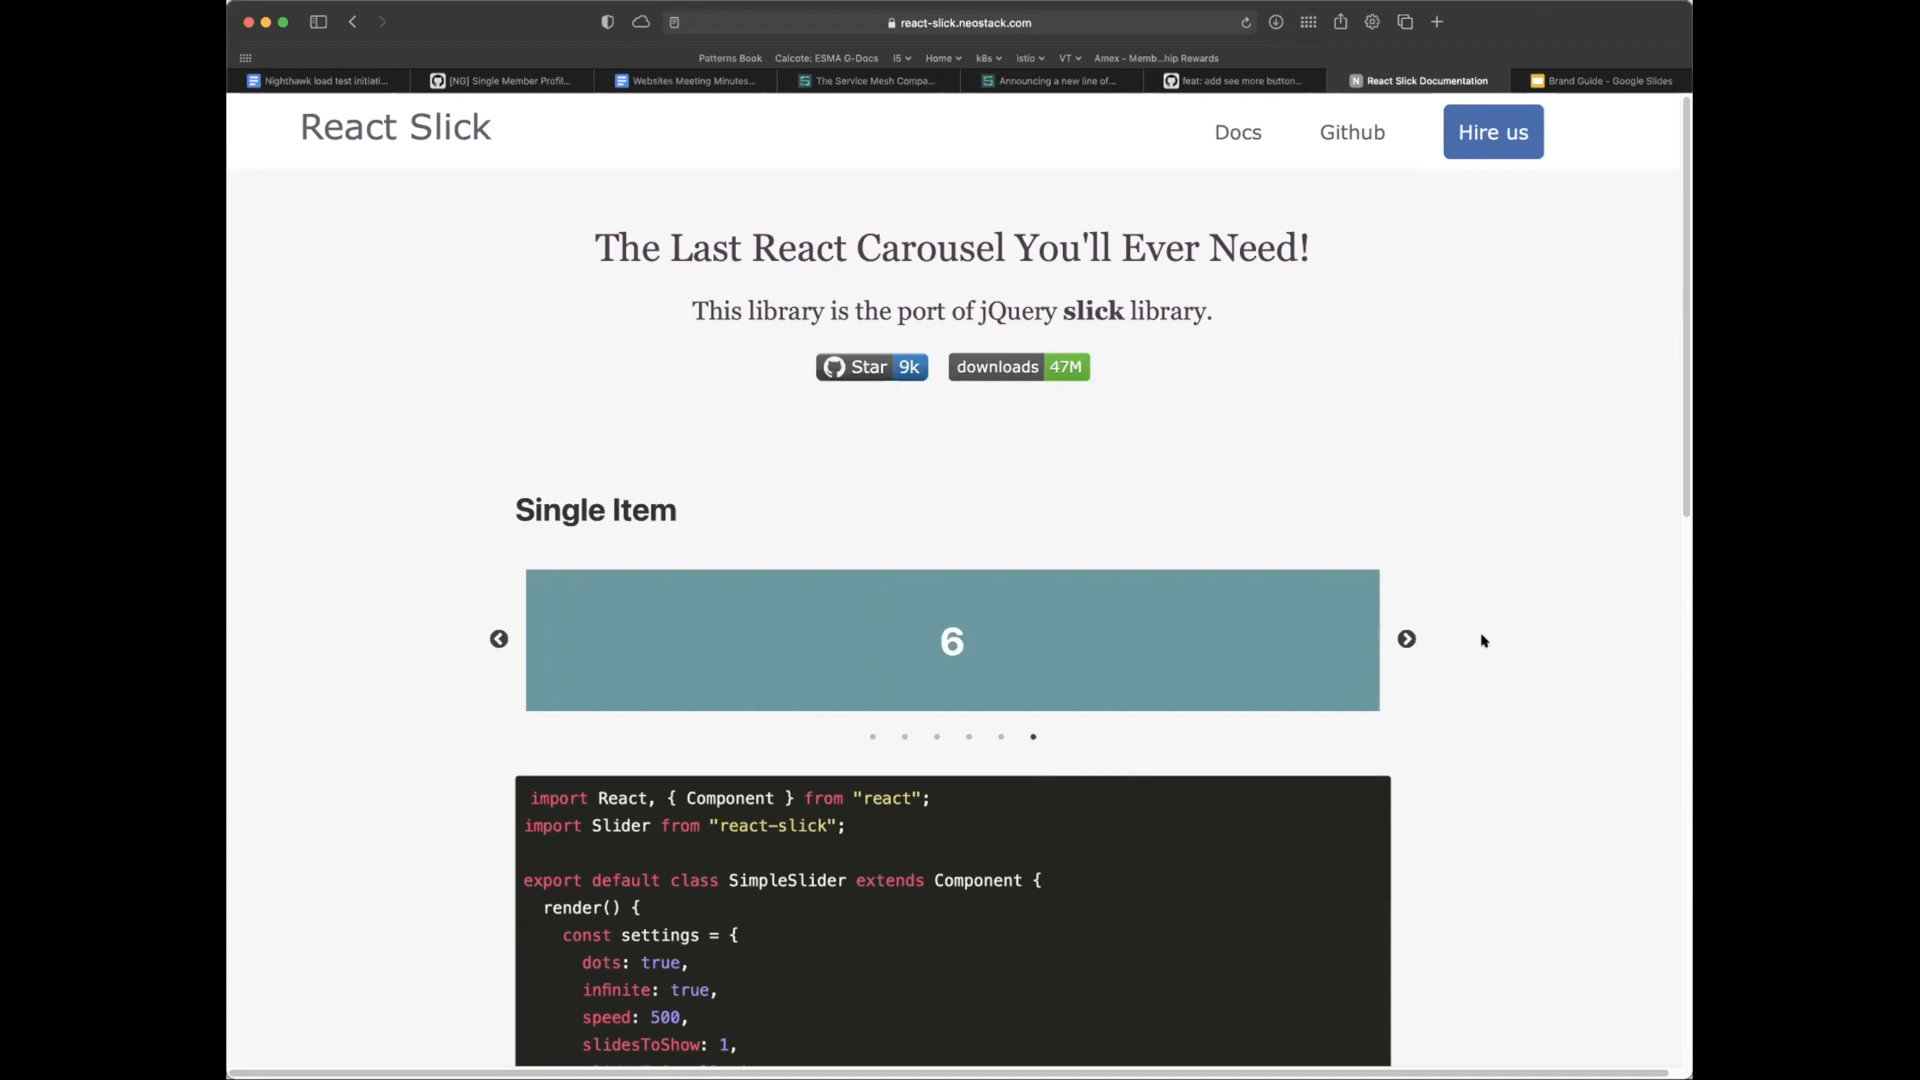 react-slick.neostack.com
Patterns Book Calcote: ESMA G-Docs I5 Home k8s istio VT Amex - Memb...hip Rewards
Nighthawk load test initiati... [NG] Single Member Profil... Websites Meeting Minutes... The Service Mesh Compa... Announcing a new line of... feat: add see more button... React Slick Documentation Brand Guide - Google Slides
React Slick Docs Github Hire us
The Last React Carousel You'll Ever Need!
This library is the port of jQuery slick library.
Star 9k downloads 47M
Single Item
6
import React, { Component } from "react";
import Slider from "react-slick";
export default class SimpleSlider extends Component {
render() {
const settings = {
dots: true,
infinite: true,
speed: 500,
slidesToShow: 1,